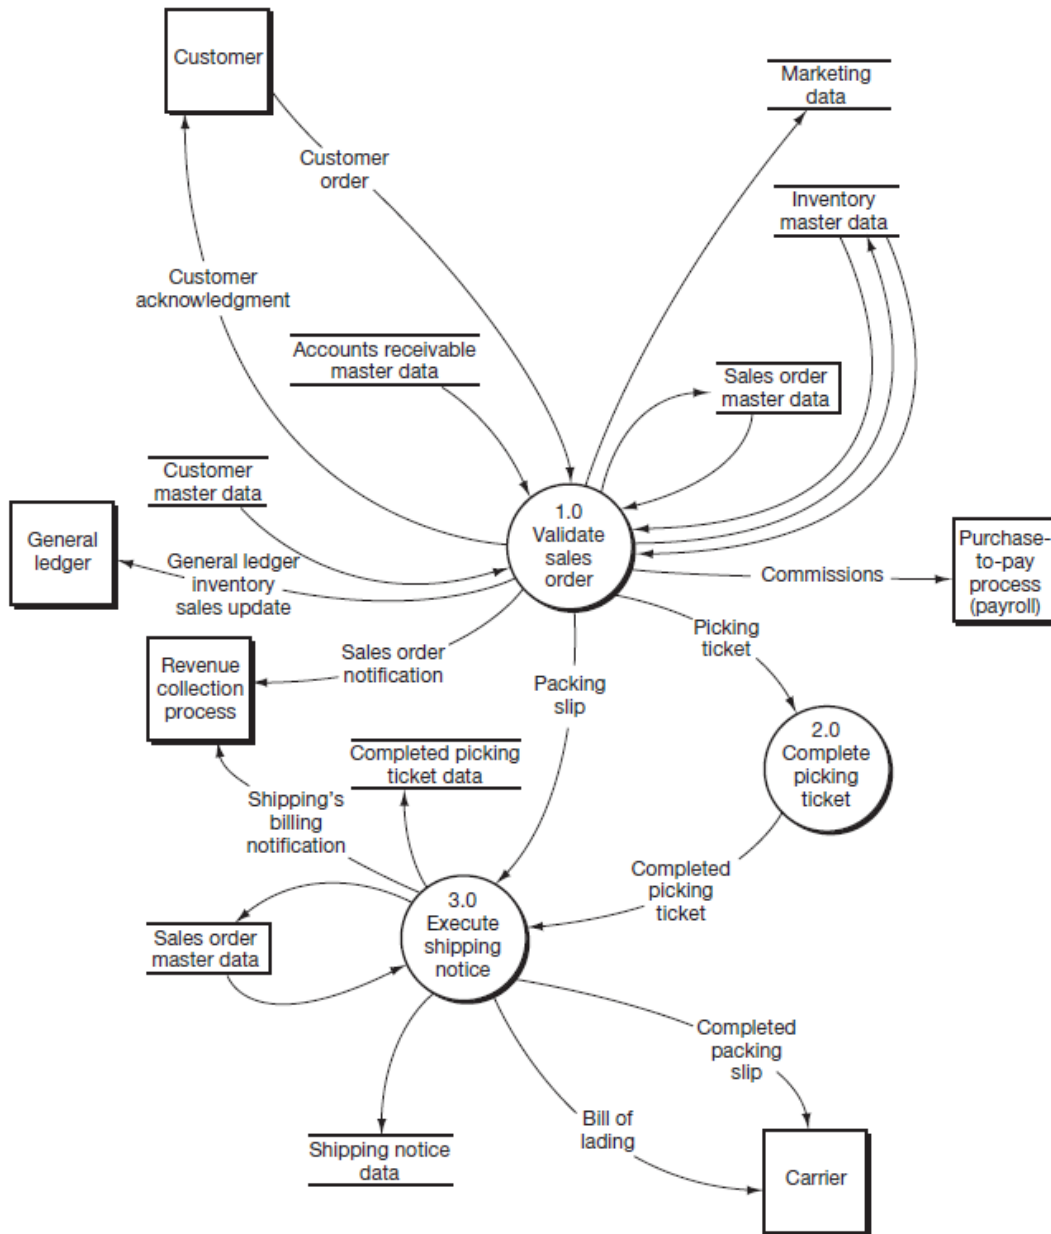 Customer
Marketing
data
Customer
order
Inventory
master data
Customer
acknowledgment
Accounts receivable
master data
Sales order
master data
Customer
master data
1.0
Validate
sales
order
General
ledger
General ledger
inventory
sales update
Commissions
Purchase-
to-pay
process
(payroll)
Picking
ticket
Sales order
notification
Revenue
collection
process
Packing
slip
2.0
Complete
picking
ticket
Completed picking
ticket data
Shipping’s
billing
notification
Completed
picking
ticket
3.0
Execute
shipping
notice
Sales order
master data
Completed
packing
slip
Bill of
lading
Shipping notice
data
Carrier